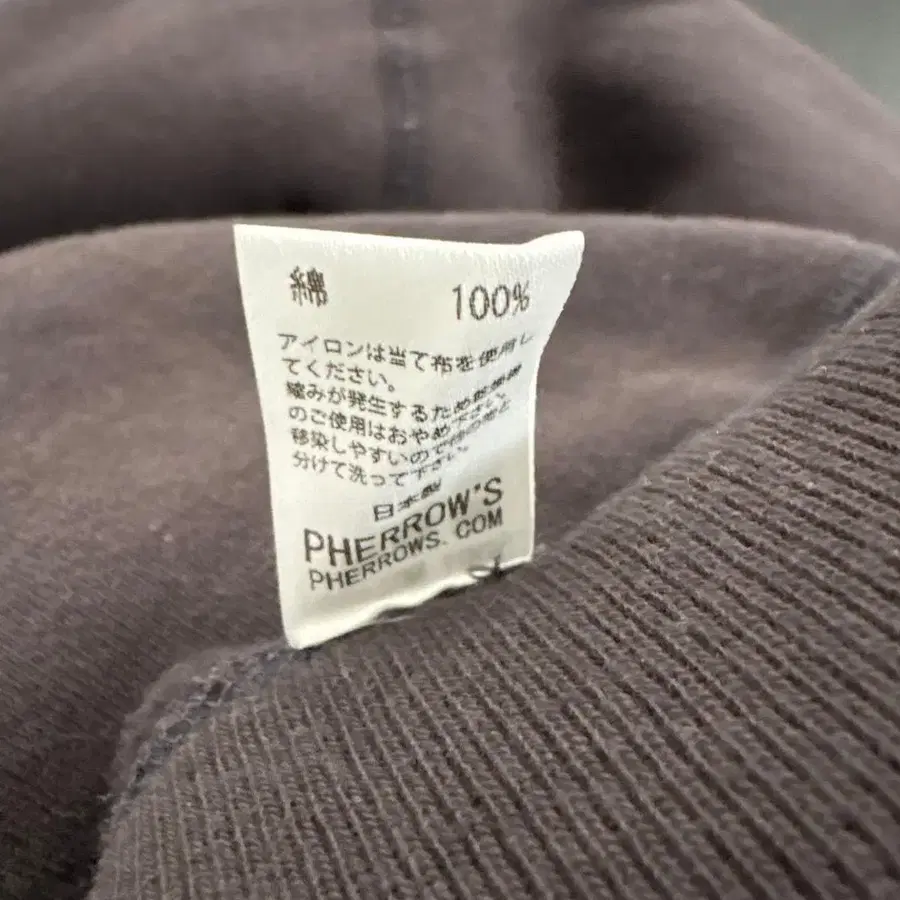 綿 100%
アイロンは当て布を使用し
てください。
縮みが発生するため乾燥機
のご使用はおやめ下さい。
移染しやすいので他の物と
分けて洗って下さい。
日本製
PHERROW'S
PHERROWS. COM